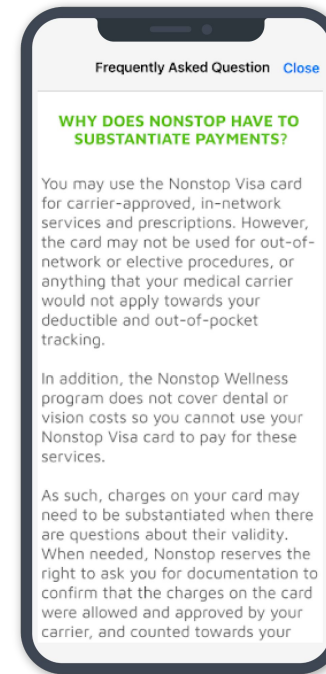 Frequently Asked Question Close
WHY DOES NONSTOP HAVE TO
SUBSTANTIATE PAYMENTS?
You may use the Nonstop Visa card
for carrier-approved, in-network
services and prescriptions. However,
the card may not be used for out-of-
network or elective procedures, or
anything that your medical carrier
would not apply towards your
deductible and out-of-pocket
tracking.
In addition, the Nonstop Wellness
program does not cover dental or
vision costs so you cannot use your
Nonstop Visa card to pay for these
services.
As such, charges on your card may
need to be substantiated when there
are questions about their validity.
When needed, Nonstop reserves the
right to ask you for documentation to
confirm that the charges on the card
were allowed and approved by your
carrier, and counted towards your